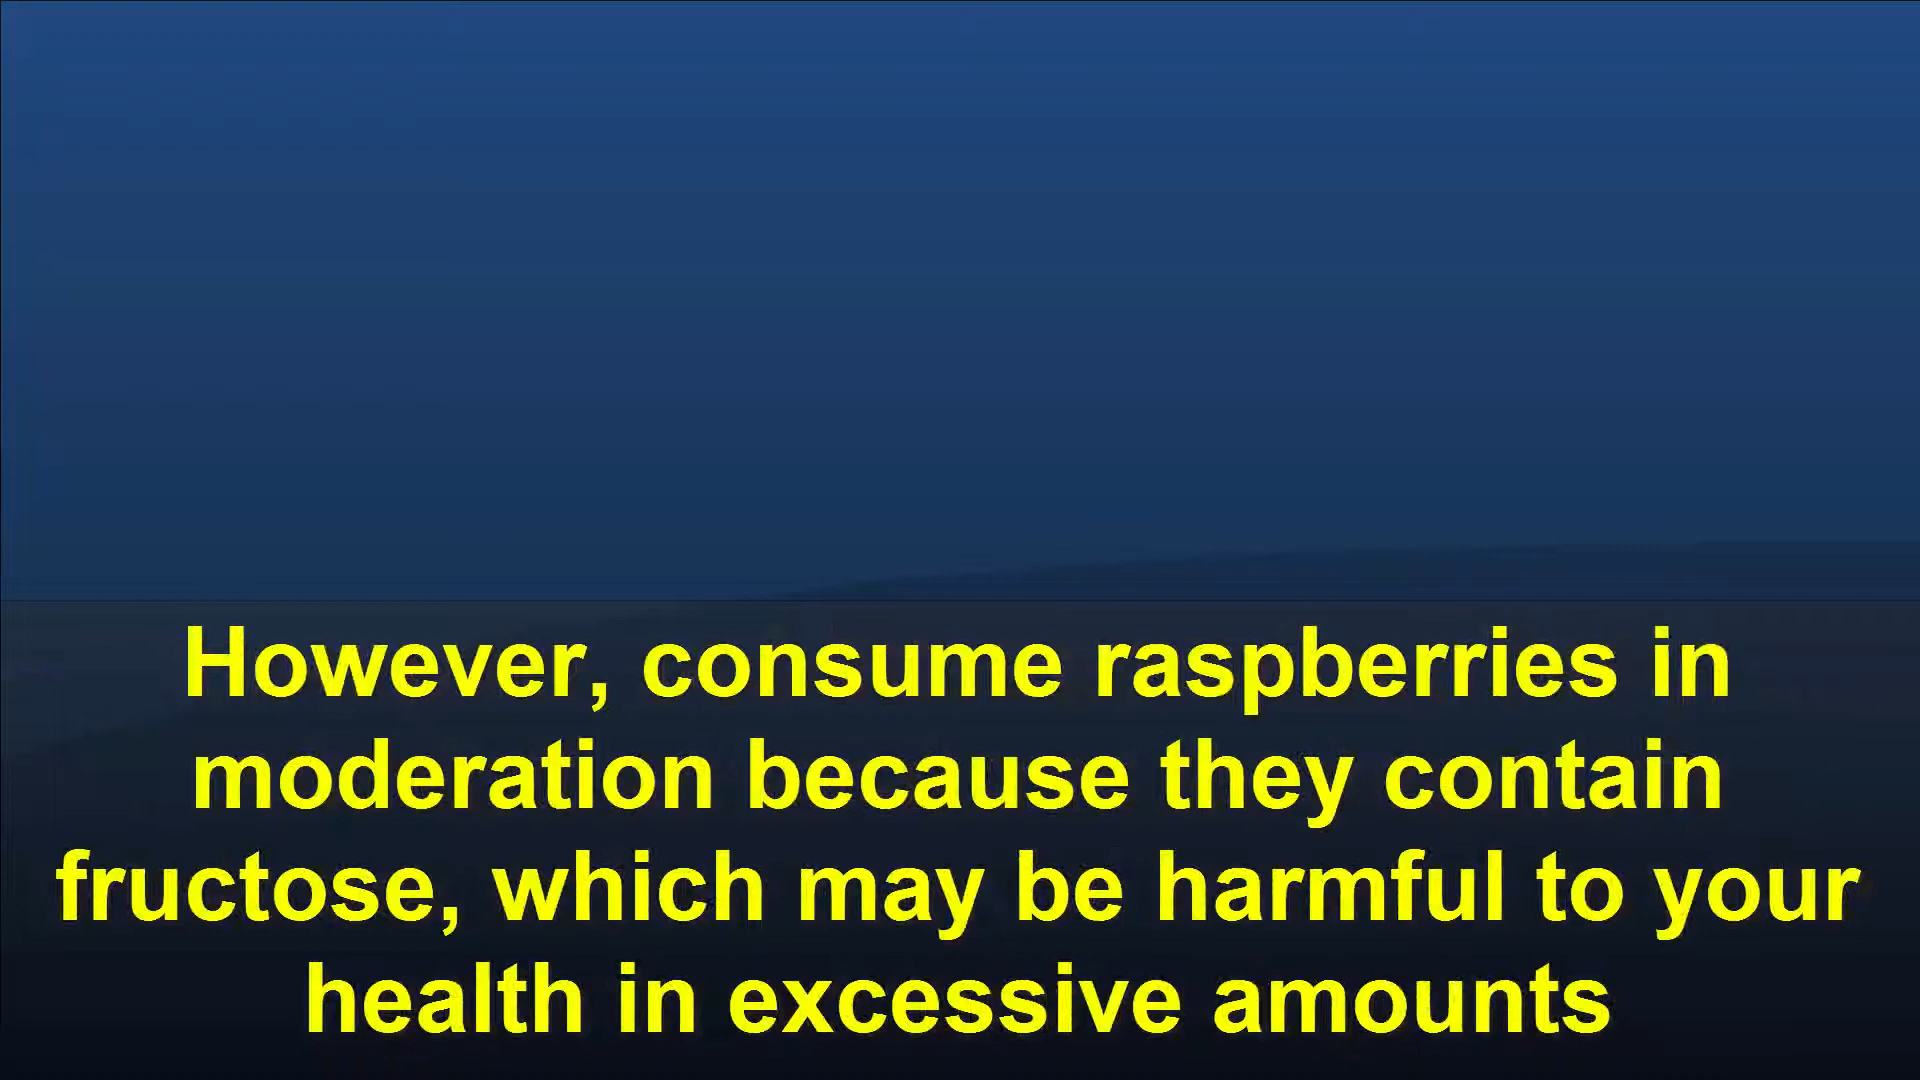 However, consume raspberries in
moderation because they contain
fructose, which may be harmful to your
health in excessive amounts